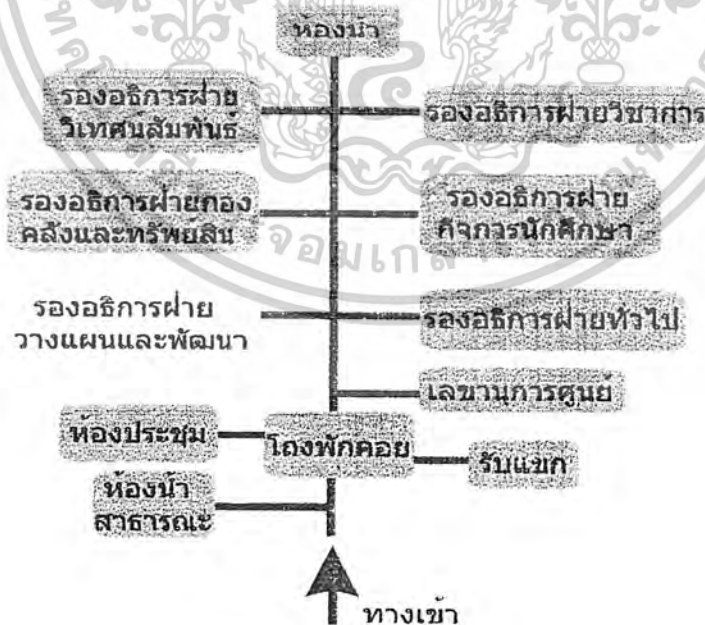 ห้องน้ำ
รองอธิการฝ่าย
วิเทศน์สัมพันธ์
รองอธิการฝ่ายวิชาการ
รองอธิการฝ่ายกอง
คลังและทรัพย์สิน
รองอธิการฝ่าย
กิจการนักศึกษา
จอมเกล้า
รองอธิการฝ่าย
วางแผนและพัฒนา
รองอธิการฝ่ายทั่วไป
เลขานุการศูนย์
ห้องประชุม
โถงพักคอย
รับแขก
ห้องน้ำ
สาธารณะ
ทางเข้า